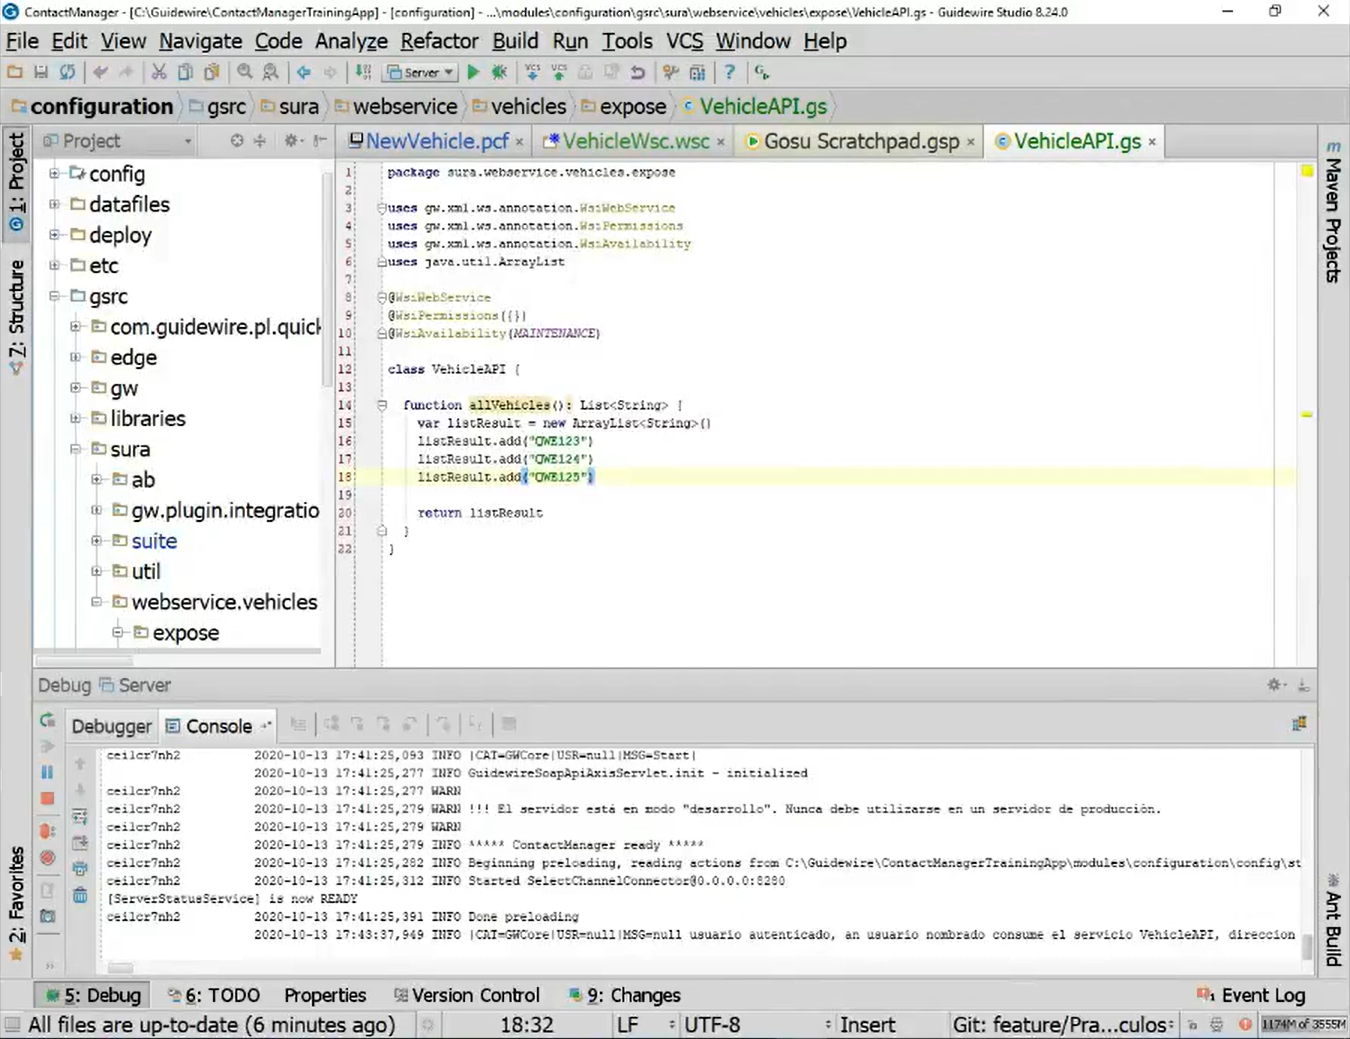 ContactManager - [C:\Guidewire\ContactManagerTrainingApp] - [configuration] - ...\modules\configuration\gsrc\sura\webservice\vehicles\expose\VehicleAPI.gs - Guidewire Studio 8.24.0
File Edit View Navigate Code Analyze Refactor Build Run Tools VCS Window Help
Server
configuration gsrc sura webservice vehicles expose VehicleAPI.gs
Project
NewVehicle.pcf VehicleWsc.wsc Gosu Scratchpad.gsp VehicleAPI.gs
1: Project
7: Structure
2: Favorites
config
datafiles
deploy
etc
gsrc
com.guidewire.pl.quick
edge
gw
libraries
sura
ab
gw.plugin.integratio
suite
util
webservice.vehicles
expose
1 package sura.webservice.vehicles.expose
2
3 uses gw.xml.ws.annotation.WsiWebService
4 uses gw.xml.ws.annotation.WsiPermissions
5 uses gw.xml.ws.annotation.WsiAvailability
6 uses java.util.ArrayList
7
8 @WsiWebService
9 @WsiPermissions({})
10 @WsiAvailability(MAINTENANCE)
11
12 class VehicleAPI {
13
14 function allVehicles(): List<String> {
15 var listResult = new ArrayList<String>()
16 listResult.add("QWE123")
17 listResult.add("QWE124")
18 listResult.add("QWE125")
19
20 return listResult
21 }
22 }
Maven Projects
Ant Build
Debug Server
Debugger Console
ceilcr7nh2 2020-10-13 17:41:25,093 INFO |CAT=GWCore|USR=null|MSG=Start|
2020-10-13 17:41:25,277 INFO GuidewireSoapApiAxisServlet.init - initialized
ceilcr7nh2 2020-10-13 17:41:25,277 WARN
ceilcr7nh2 2020-10-13 17:41:25,279 WARN !!! El servidor está en modo "desarrollo". Nunca debe utilizarse en un servidor de producción.
ceilcr7nh2 2020-10-13 17:41:25,279 WARN
ceilcr7nh2 2020-10-13 17:41:25,279 INFO ***** ContactManager ready *****
ceilcr7nh2 2020-10-13 17:41:25,282 INFO Beginning preloading, reading actions from C:\Guidewire\ContactManagerTrainingApp\modules\configuration\config\st
ceilcr7nh2 2020-10-13 17:41:25,312 INFO Started SelectChannelConnector@0.0.0.0:8280
[ServerStatusService] is now READY
ceilcr7nh2 2020-10-13 17:41:25,391 INFO Done preloading
2020-10-13 17:43:37,949 INFO |CAT=GWCore|USR=null|MSG=null usuario autenticado, an usuario nombrado consume el servicio VehicleAPI, direccion
5: Debug 6: TODO Properties Version Control 9: Changes Event Log
All files are up-to-date (6 minutes ago) 18:32 LF UTF-8 Insert Git: feature/Pra...culos 1174M of 3555M